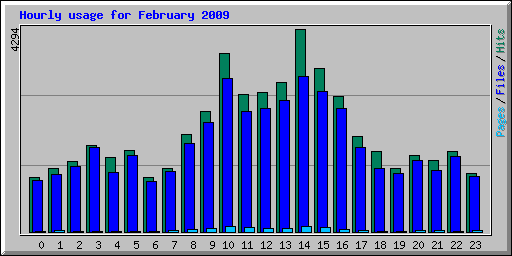 Hourly usage for February 2009
4294
Pages/Files/Hits
0 1 2 3 4 5 6 7 8 9 10 11 12 13 14 15 16 17 18 19 20 21 22 23